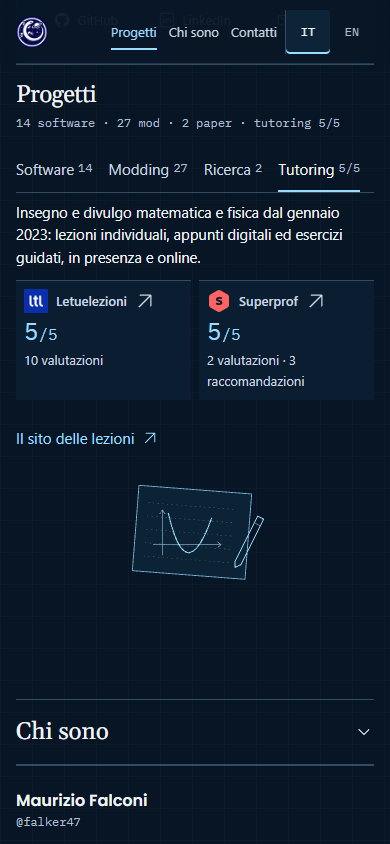 GitHub LinkedIn
Progetti Chi sono Contatti IT EN
Progetti
14 software · 27 mod · 2 paper · tutoring 5/5
Software 14 Modding 27 Ricerca 2 Tutoring 5/5
Insegno e divulgo matematica e fisica dal gennaio
2023: lezioni individuali, appunti digitali ed esercizi
guidati, in presenza e online.
ltl Letuelezioni
5/5
10 valutazioni
S Superprof
5/5
2 valutazioni · 3
raccomandazioni
Il sito delle lezioni
Chi sono
Maurizio Falconi
@falker47